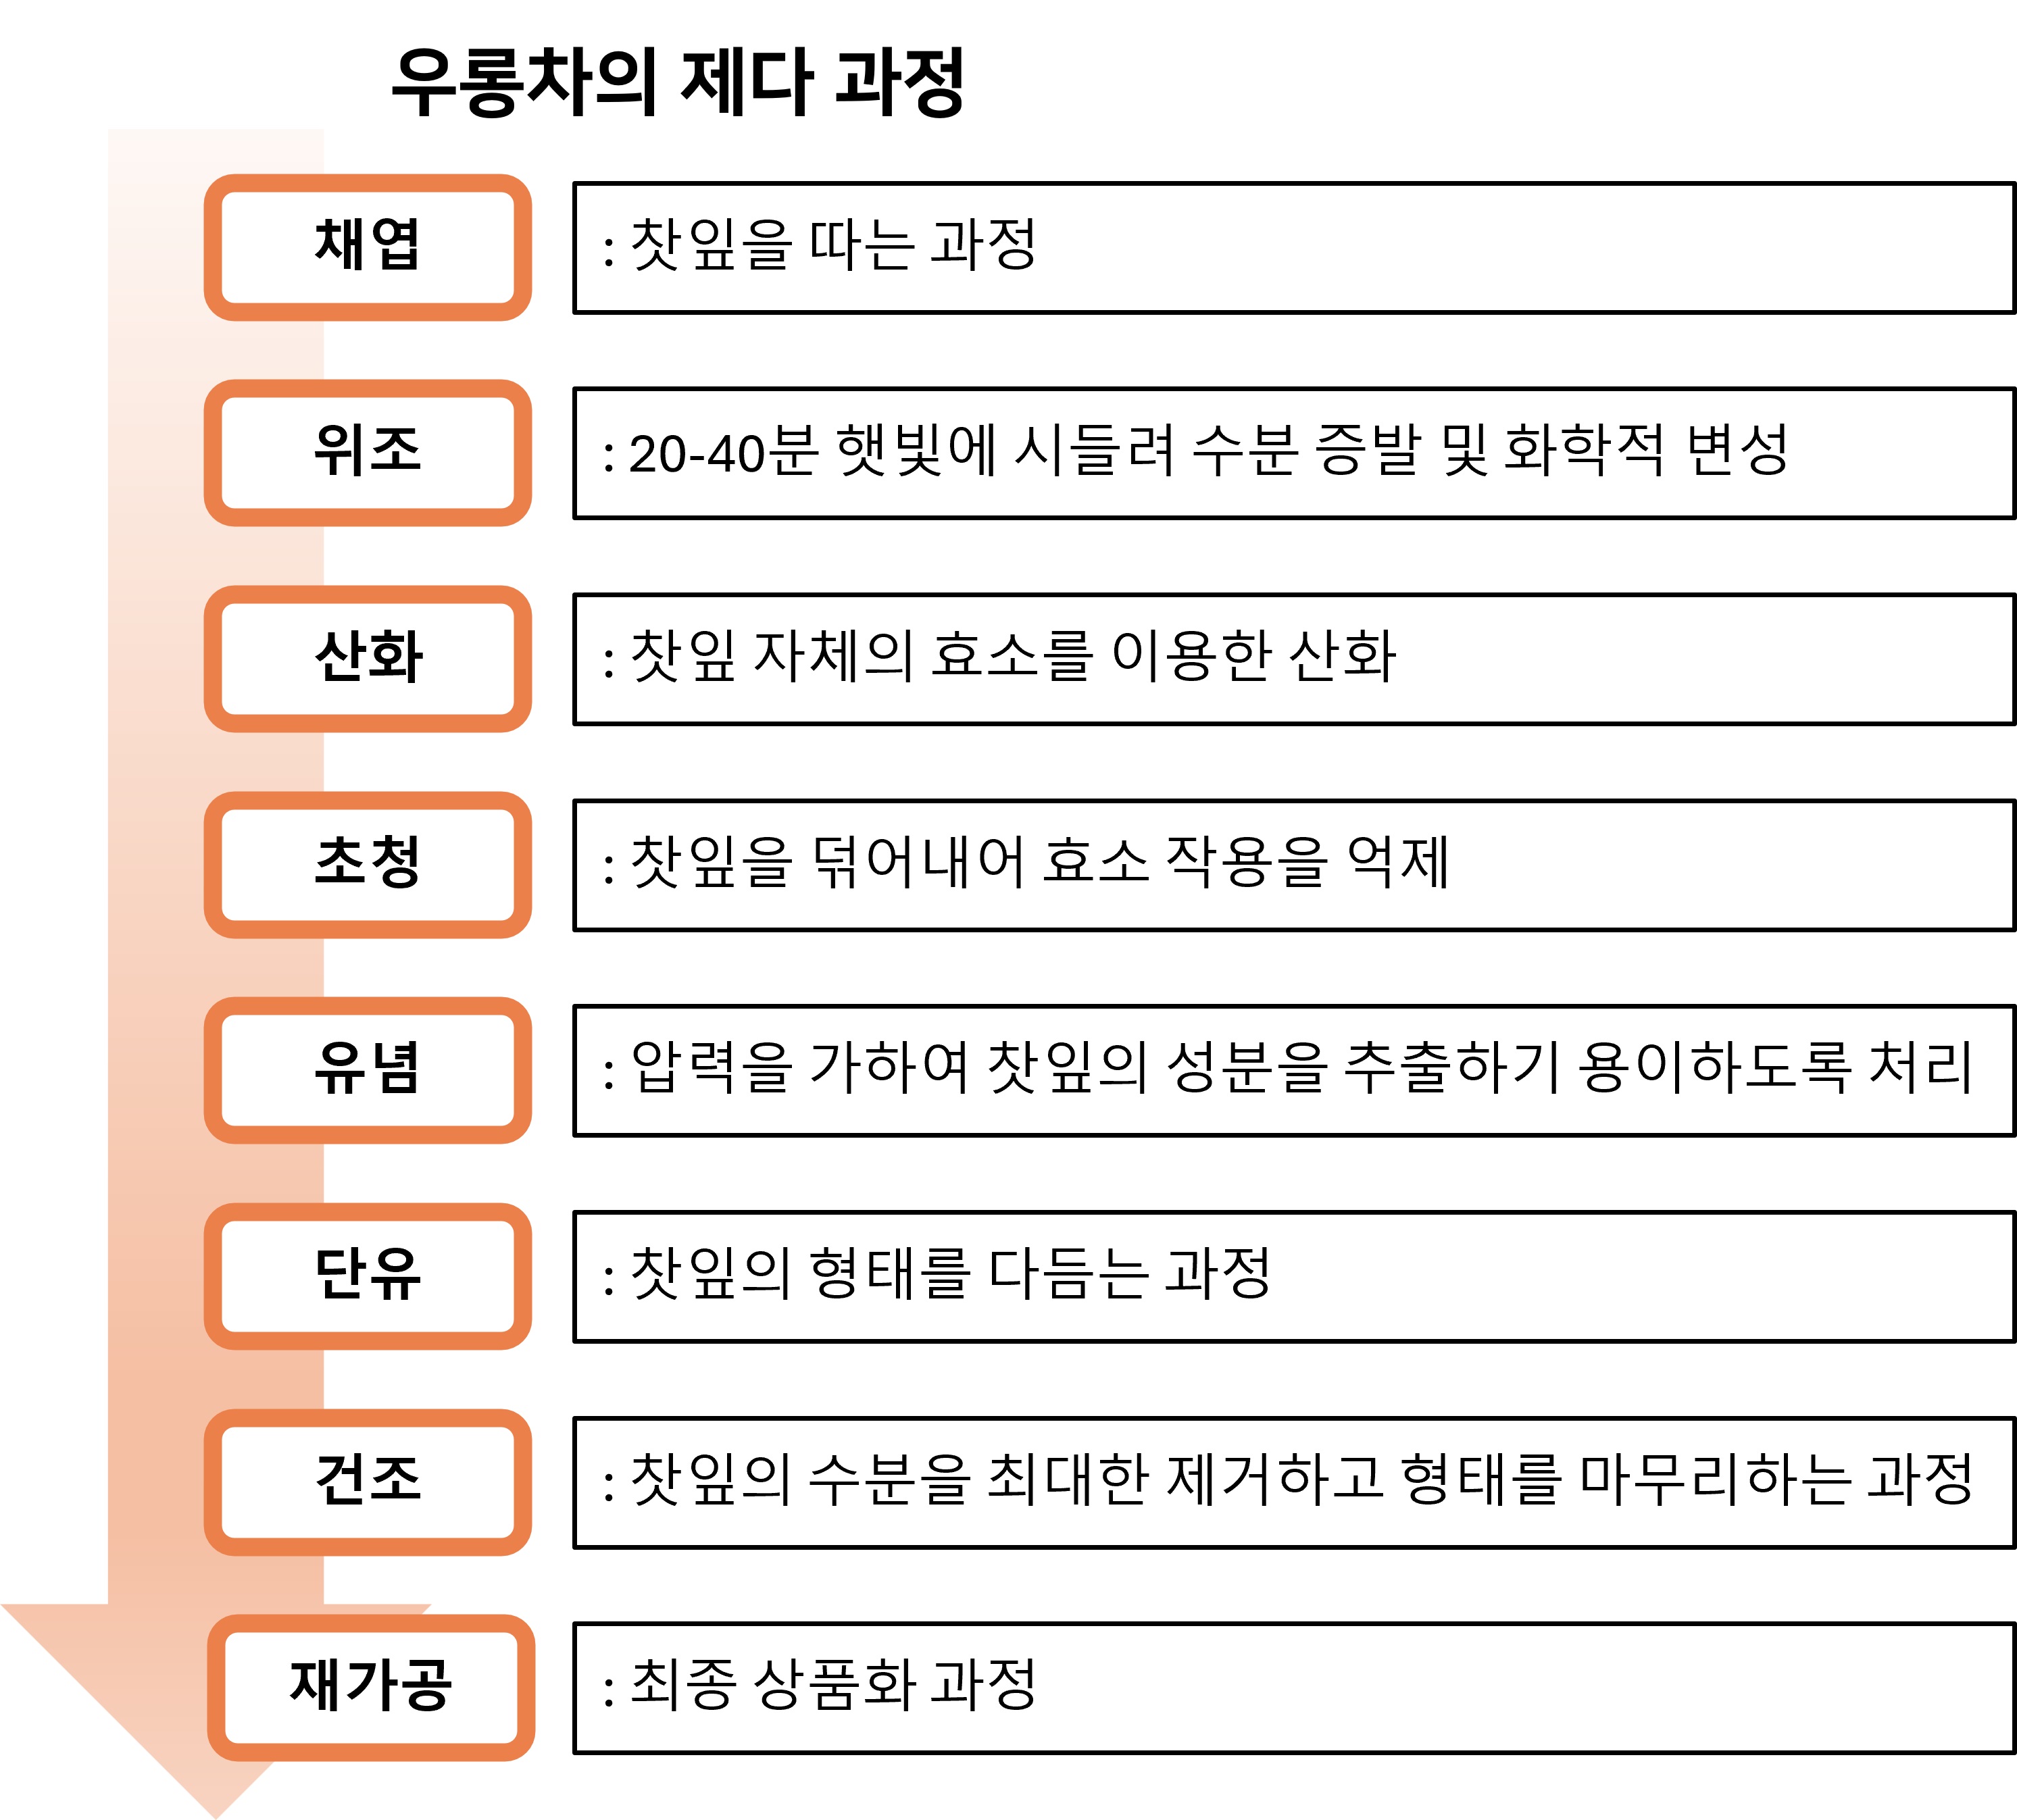 우롱차의 제다 과정
채엽
: 찻잎을 따는 과정
위조
: 20-40분 햇빛에 시들려 수분 증발 및 화학적 변성
산화
: 찻잎 자체의 효소를 이용한 산화
초청
: 찻잎을 덖어내어 효소 작용을 억제
유념
: 압력을 가하여 찻잎의 성분을 추출하기 용이하도록 처리
단유
: 찻잎의 형태를 다듬는 과정
건조
: 찻잎의 수분을 최대한 제거하고 형태를 마무리하는 과정
재가공
: 최종 상품화 과정